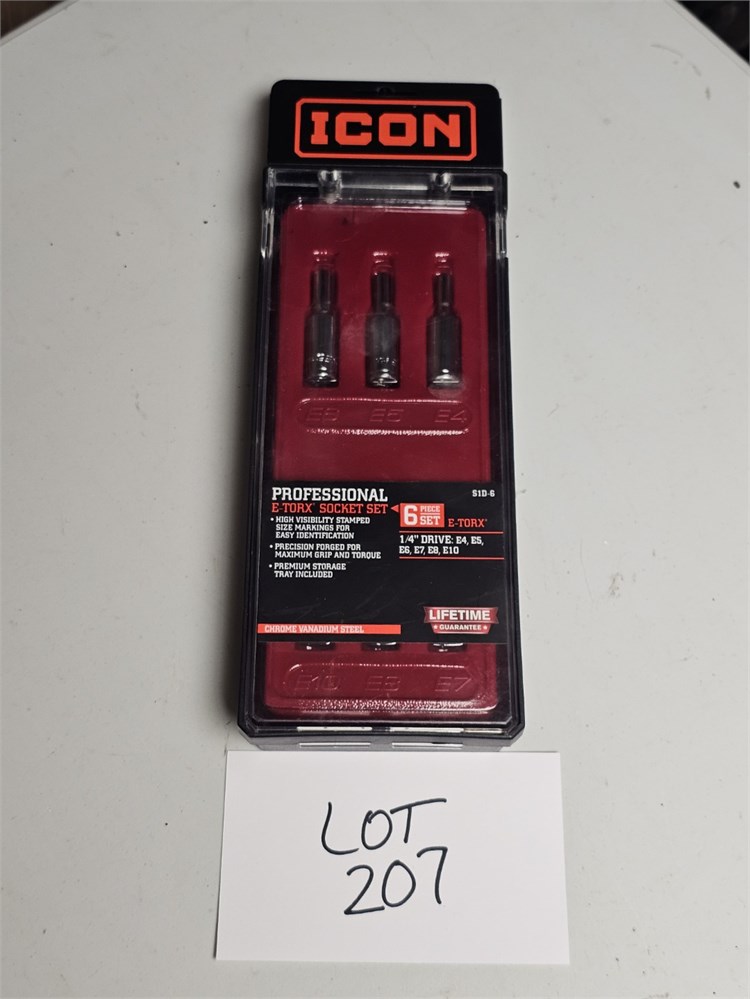 ICON
E6 E5 E4
PROFESSIONAL
E-TORX® SOCKET SET
• HIGH VISIBILITY STAMPED
SIZE MARKINGS FOR
EASY IDENTIFICATION
• PRECISION FORGED FOR
MAXIMUM GRIP AND TORQUE
• PREMIUM STORAGE
TRAY INCLUDED
S1D-6
6 PIECE
SET
E-TORX®
1/4" DRIVE: E4, E5,
E6, E7, E8, E10
LIFETIME
GUARANTEE
CHROME VANADIUM STEEL
E10 E8 E7
LOT
207